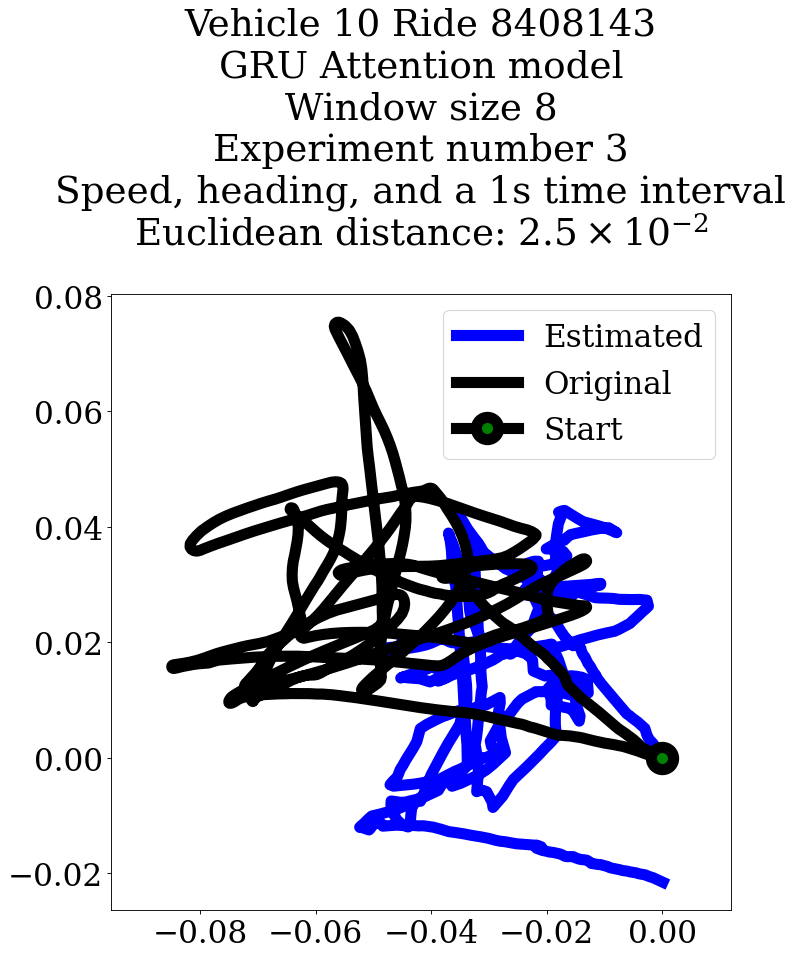 Vehicle 10 Ride 8408143
GRU Attention model
Window size 8
Experiment number 3
Speed, heading, and a 1s time interval
Euclidean distance: 2.5 × 10⁻²
0.08
0.06
0.04
0.02
0.00
−0.02
Estimated
Original
Start
−0.08 −0.06 −0.04 −0.02 0.00